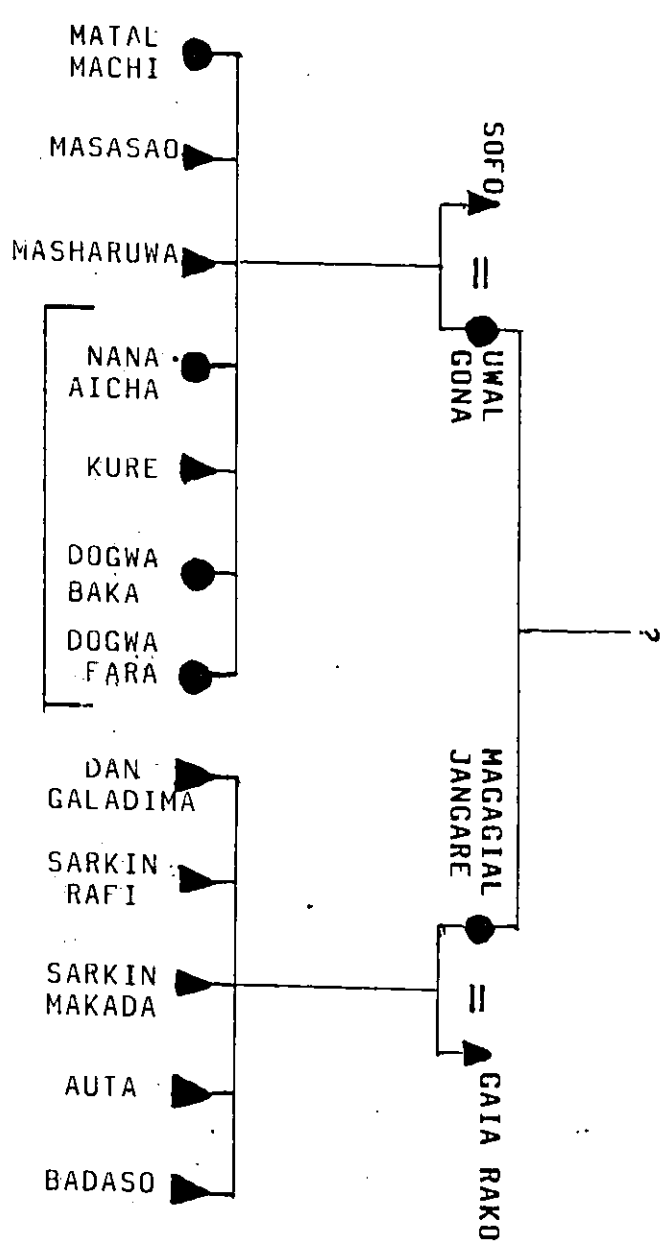 ?
SOFO
=
UWAL
GONA
MAGAGIAL
JANGARE
=
GAIA RAKO
MATAL
MACHI
MASASAO
MASHARUWA
NANA
AICHA
KURE
DOGWA
BAKA
DOGWA
FARA
DAN
GALADIMA
SARKIN
RAFI
SARKIN
MAKADA
AUTA
BADASO